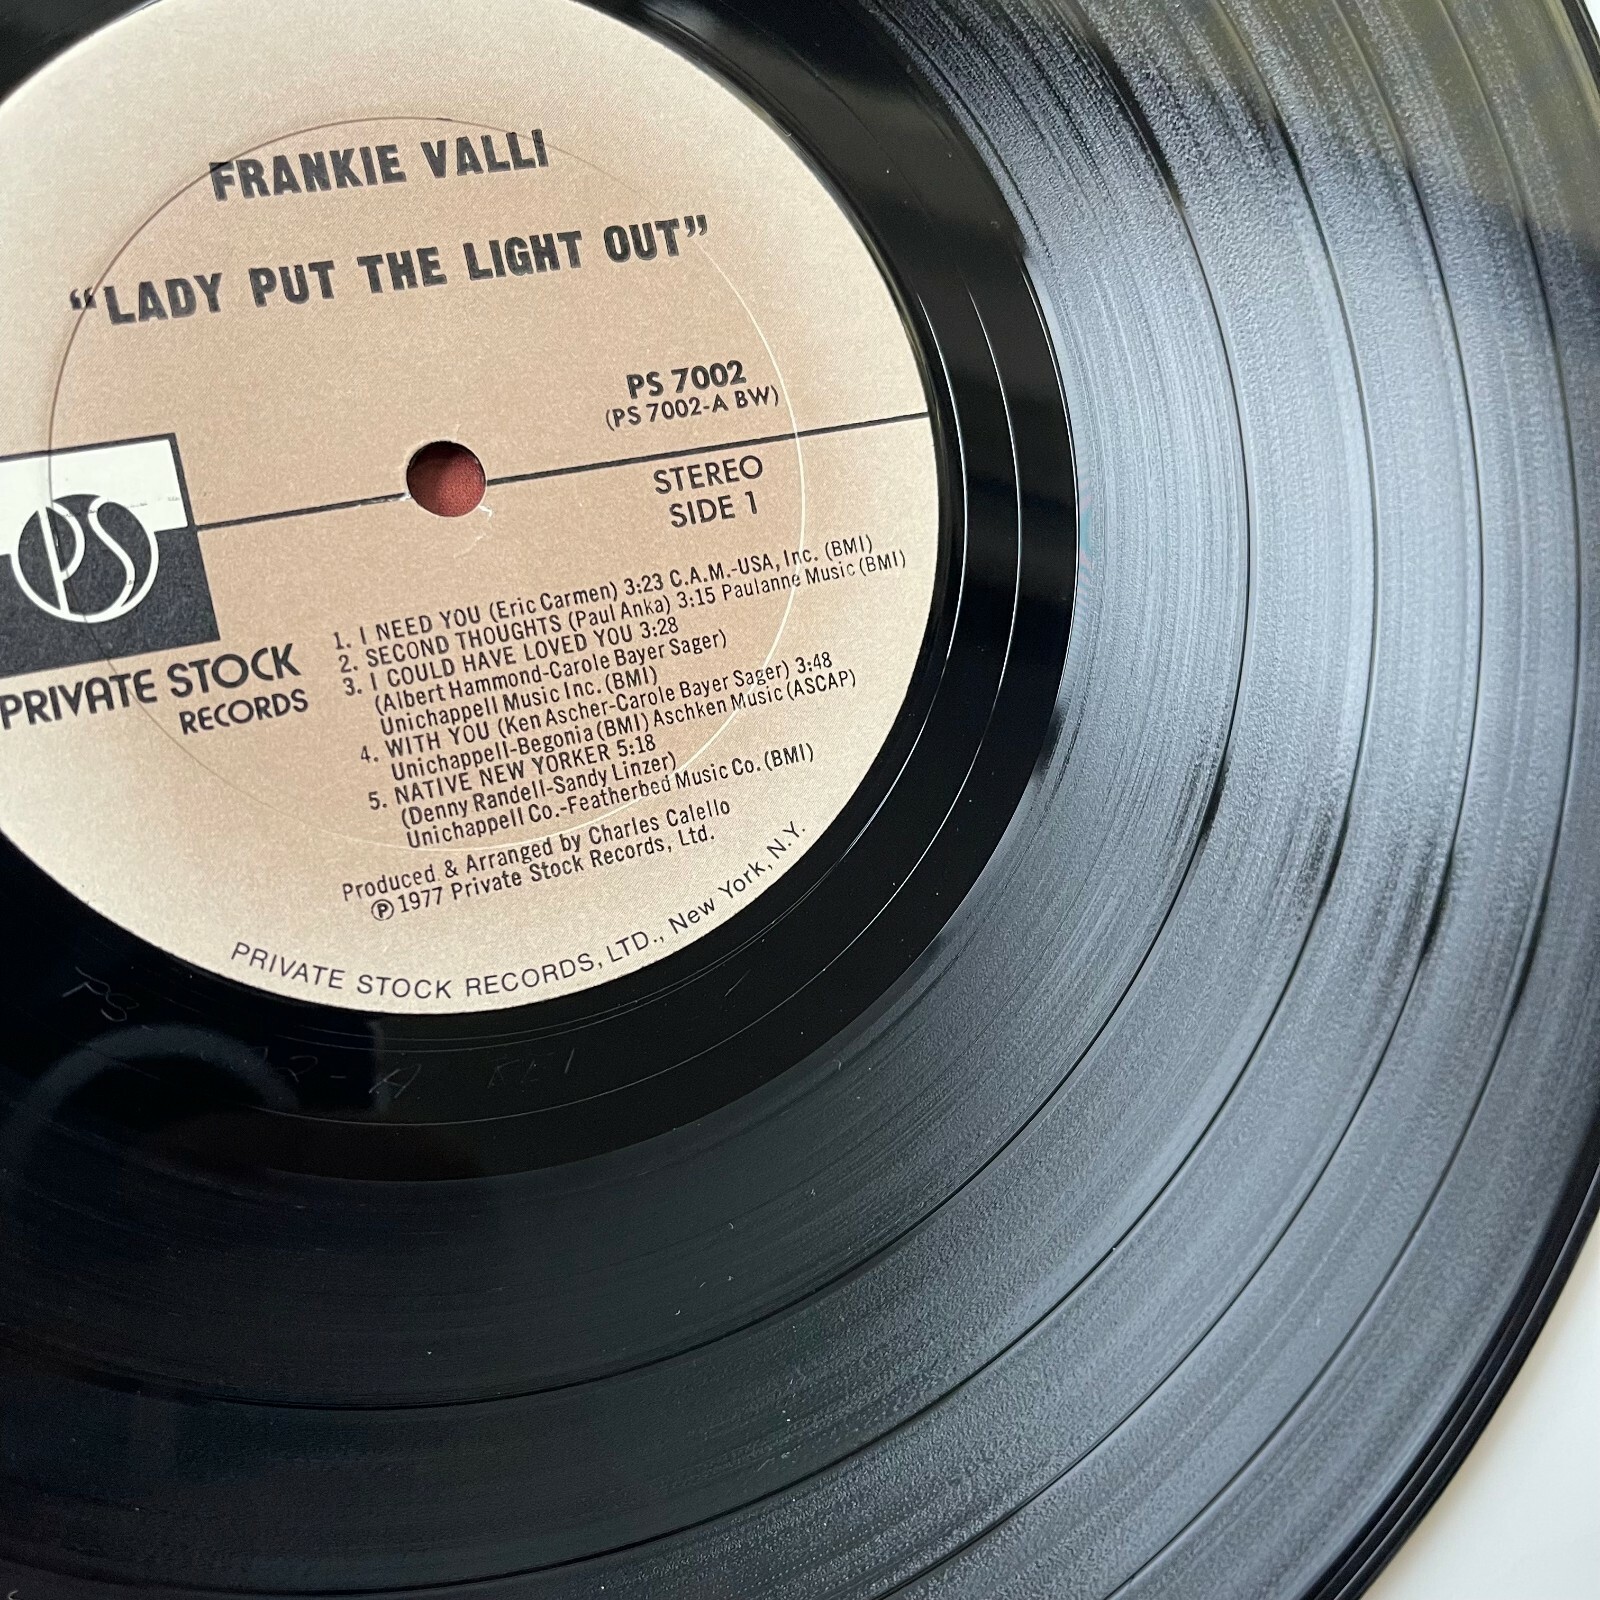 FRANKIE VALLI
“LADY PUT THE LIGHT OUT”
PS 7002
(PS 7002-A BW)
STEREO
SIDE 1
PS
PRIVATE STOCK
RECORDS
1. I NEED YOU (Eric Carmen) 3:23 C.A.M.-USA, Inc. (BMI)
2. SECOND THOUGHTS (Paul Anka) 3:15 Paulanne Music (BMI)
3. I COULD HAVE LOVED YOU 3:28
(Albert Hammond-Carole Bayer Sager)
Unichappell Music Inc. (BMI)
4. WITH YOU (Ken Ascher-Carole Bayer Sager) 3:48
Unichappell-Begonia (BMI) Aschken Music (ASCAP)
5. NATIVE NEW YORKER 5:18
(Denny Randell-Sandy Linzer)
Unichappell Co.-Featherbed Music Co. (BMI)
Produced & Arranged by Charles Calello
Ⓟ 1977 Private Stock Records, Ltd.
PRIVATE STOCK RECORDS, LTD., New York, N.Y.
PS